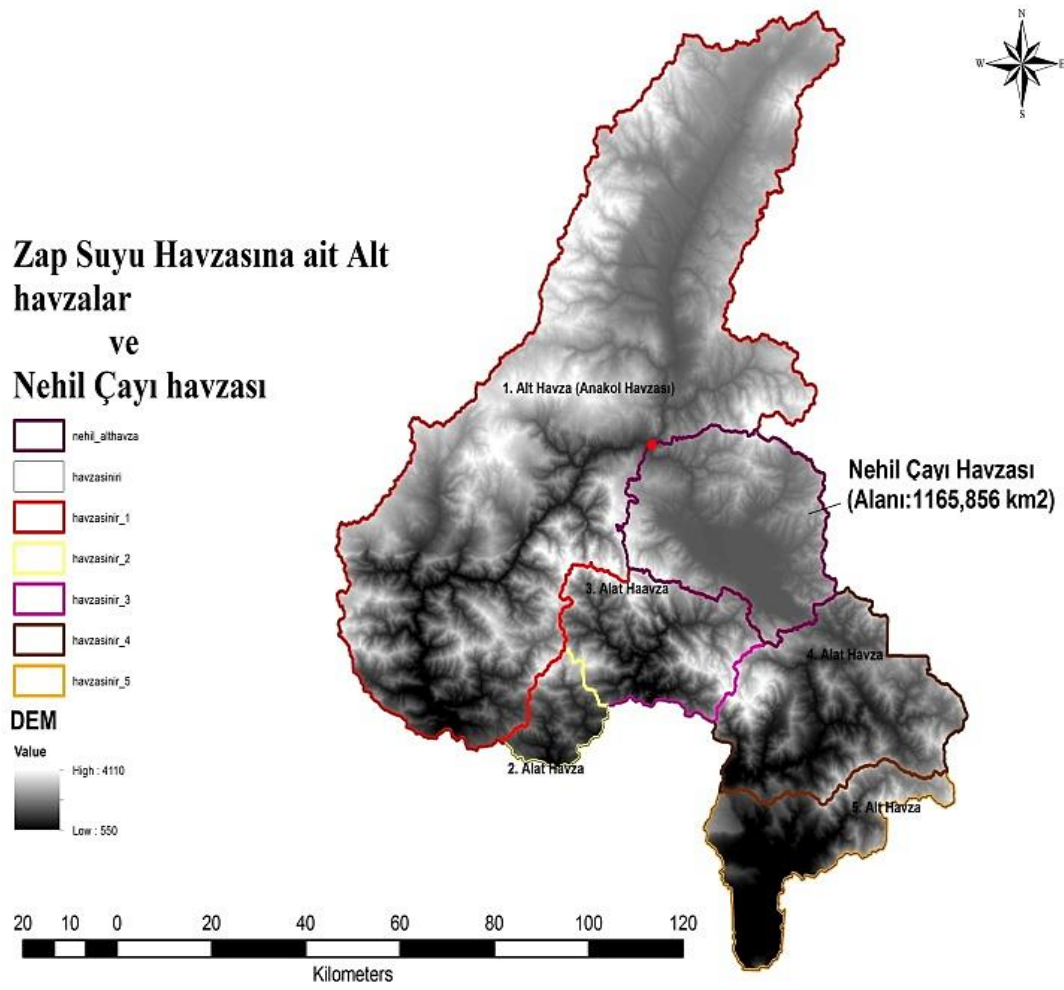 N
W
E
S
Zap Suyu Havzasına ait Alt
havzalar
ve
Nehil Çayı havzası
nehil_althavza
havzasiniri
havzasinir_1
havzasinir_2
havzasinir_3
havzasinir_4
havzasinir_5
DEM
Value
High : 4110
Low : 550
1. Alt Havza (Anakol Havzası)
Nehil Çayı Havzası
(Alanı:1165,856 km2)
3. Alat Haavza
4. Alat Havza
2. Alat Havza
5. Alt Havza
20 10 0 20 40 60 80 100 120
Kilometers